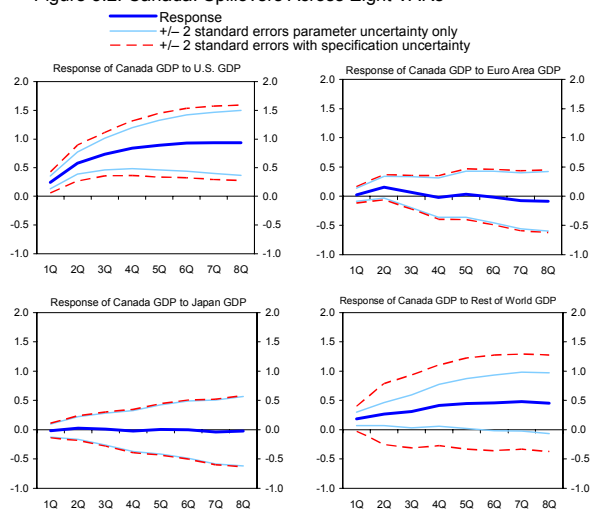 Figure 3.2. Canada: Spillovers Across Eight VARs
Response
+/– 2 standard errors parameter uncertainty only
+/– 2 standard errors with specification uncertainty
Response of Canada GDP to U.S. GDP
2.0 2.0
1.5 1.5
1.0 1.0
0.5 0.5
0.0 0.0
-0.5 -0.5
-1.0 -1.0
1Q 2Q 3Q 4Q 5Q 6Q 7Q 8Q
Response of Canada GDP to Euro Area GDP
2.0 2.0
1.5 1.5
1.0 1.0
0.5 0.5
0.0 0.0
-0.5 -0.5
-1.0 -1.0
1Q 2Q 3Q 4Q 5Q 6Q 7Q 8Q
Response of Canada GDP to Japan GDP
2.0 2.0
1.5 1.5
1.0 1.0
0.5 0.5
0.0 0.0
-0.5 -0.5
-1.0 -1.0
1Q 2Q 3Q 4Q 5Q 6Q 7Q 8Q
Response of Canada GDP to Rest of World GDP
2.0 2.0
1.5 1.5
1.0 1.0
0.5 0.5
0.0 0.0
-0.5 -0.5
-1.0 -1.0
1Q 2Q 3Q 4Q 5Q 6Q 7Q 8Q